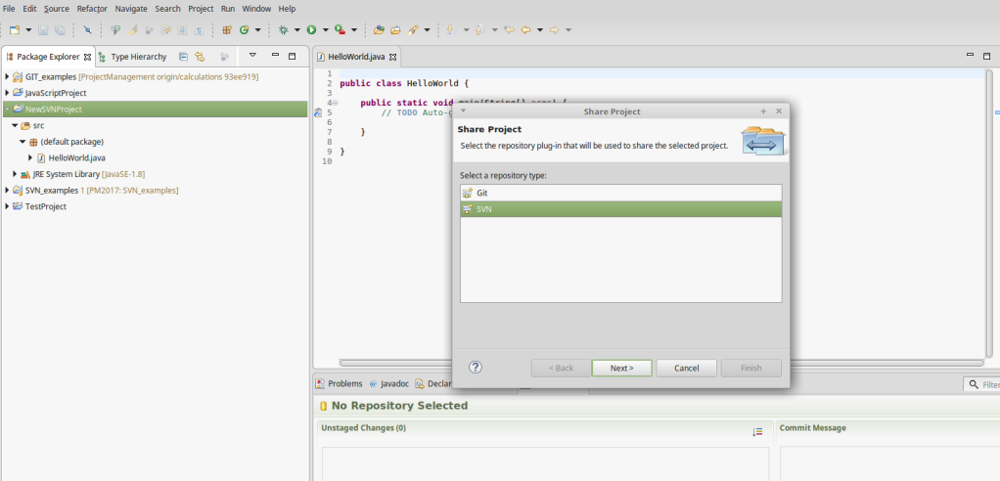 File Edit Source Refactor Navigate Search Project Run Window Help
Package Explorer
Type Hierarchy
GIT_examples [ProjectManagement origin/calculations 93ee919]
JavaScriptProject
NewSVNProject
src
(default package)
HelloWorld.java
JRE System Library [JavaSE-1.8]
SVN_examples 1 [PM2017: SVN_examples]
TestProject
HelloWorld.java
1
2 public class HelloWorld {
3
4 public static void main(String[] args) {
5 // TODO Auto-g
6
7 }
8
9 }
10
Share Project
Share Project
Select the repository plug-in that will be used to share the selected project.
Select a repository type:
Git
SVN
? < Back Next > Cancel Finish
Problems Javadoc Declar
Filter
No Repository Selected
Unstaged Changes (0)
Commit Message